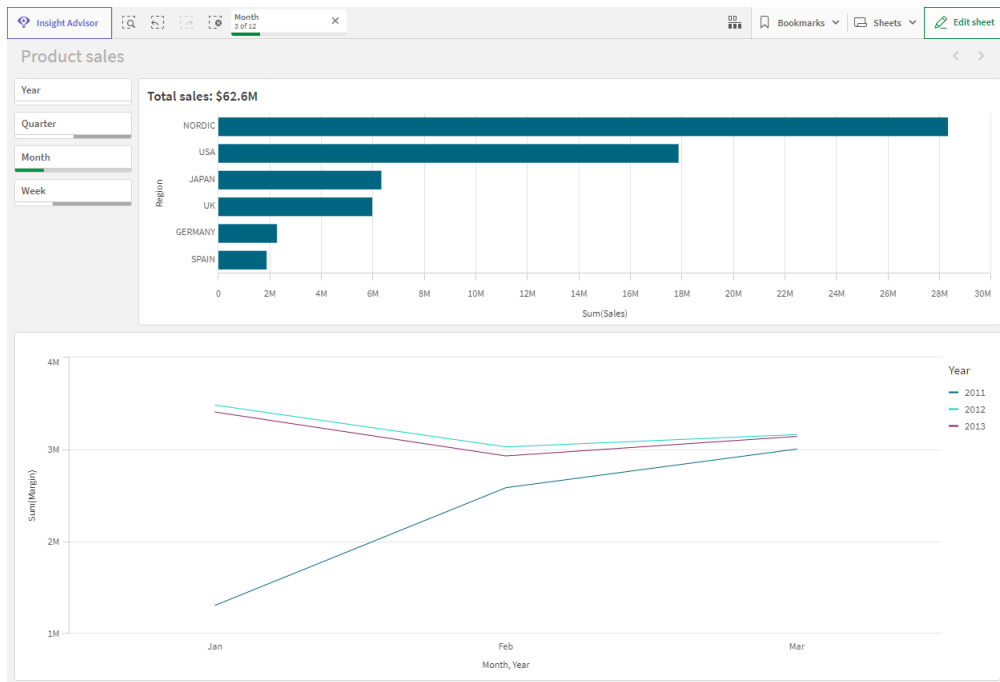 Insight Advisor
Month
3 of 12
Bookmarks
Sheets
Edit sheet
Product sales
Year
Quarter
Month
Week
Total sales: $62.6M
Region
NORDIC
USA
JAPAN
UK
GERMANY
SPAIN
0 2M 4M 6M 8M 10M 12M 14M 16M 18M 20M 22M 24M 26M 28M 30M
Sum(Sales)
Sum(Margin)
4M
3M
2M
1M
Jan Feb Mar
Month, Year
Year
2011
2012
2013